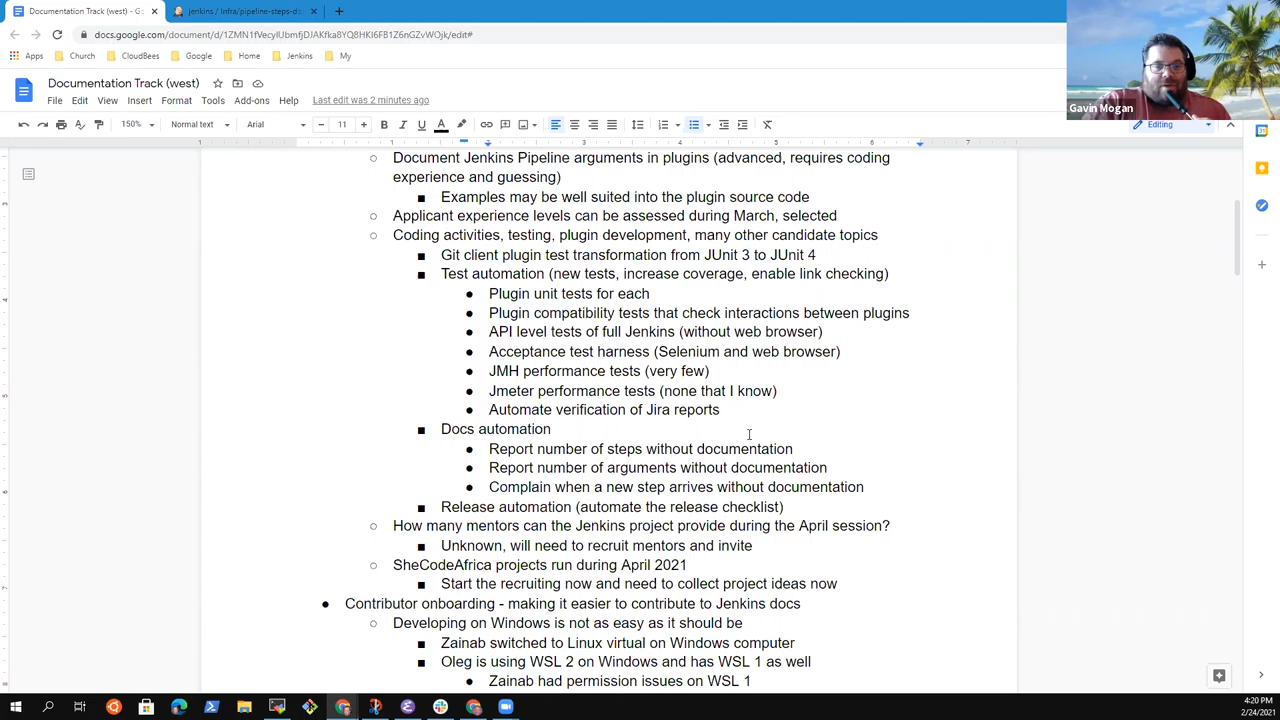 Documentation Track (west) - Go
jenkins / Infra/pipeline-steps-do
docs.google.com/document/d/1ZMN1fVecyIUbmfjDJAKfka8YQ8HKI6FB1Z6nGZvWOjk/edit#
Apps Church CloudBees Google Home Jenkins My
Documentation Track (west)
File Edit View Insert Format Tools Add-ons Help Last edit was 2 minutes ago
Gavin Mogan
150% Normal text Arial 11 Editing
1 1 2 3 4 5 6 7
○ Document Jenkins Pipeline arguments in plugins (advanced, requires coding
experience and guessing)
■ Examples may be well suited into the plugin source code
○ Applicant experience levels can be assessed during March, selected
○ Coding activities, testing, plugin development, many other candidate topics
■ Git client plugin test transformation from JUnit 3 to JUnit 4
■ Test automation (new tests, increase coverage, enable link checking)
● Plugin unit tests for each
● Plugin compatibility tests that check interactions between plugins
● API level tests of full Jenkins (without web browser)
● Acceptance test harness (Selenium and web browser)
● JMH performance tests (very few)
● Jmeter performance tests (none that I know)
● Automate verification of Jira reports
■ Docs automation
● Report number of steps without documentation
● Report number of arguments without documentation
● Complain when a new step arrives without documentation
■ Release automation (automate the release checklist)
○ How many mentors can the Jenkins project provide during the April session?
■ Unknown, will need to recruit mentors and invite
○ SheCodeAfrica projects run during April 2021
■ Start the recruiting now and need to collect project ideas now
● Contributor onboarding - making it easier to contribute to Jenkins docs
○ Developing on Windows is not as easy as it should be
■ Zainab switched to Linux virtual on Windows computer
■ Oleg is using WSL 2 on Windows and has WSL 1 as well
● Zainab had permission issues on WSL 1
4:20 PM
2/24/2021